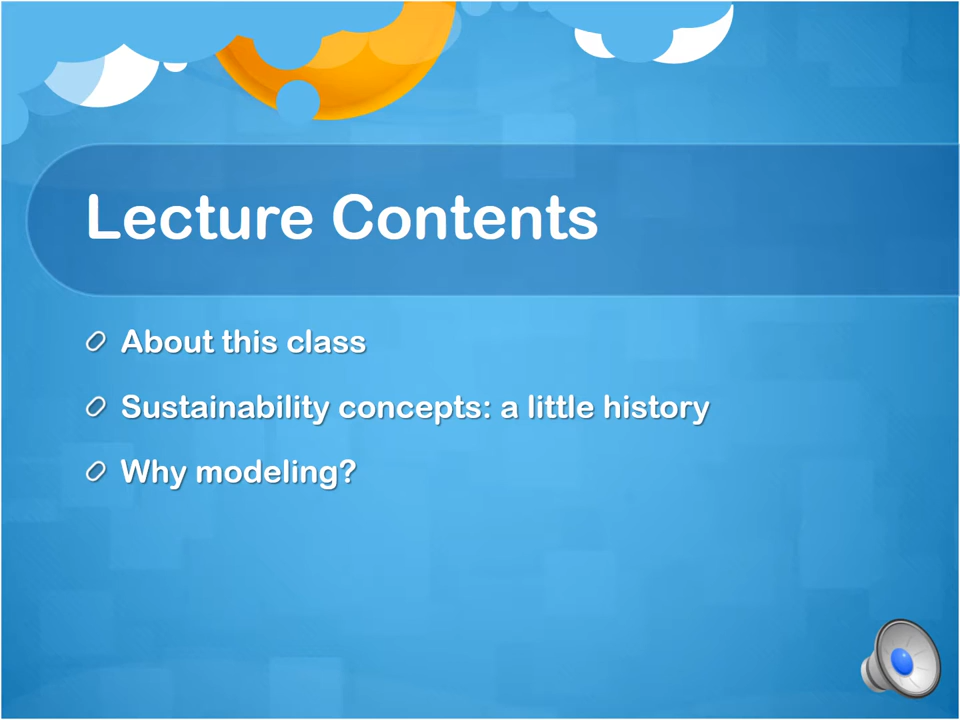 Lecture Contents
About this class
Sustainability concepts: a little history
Why modeling?